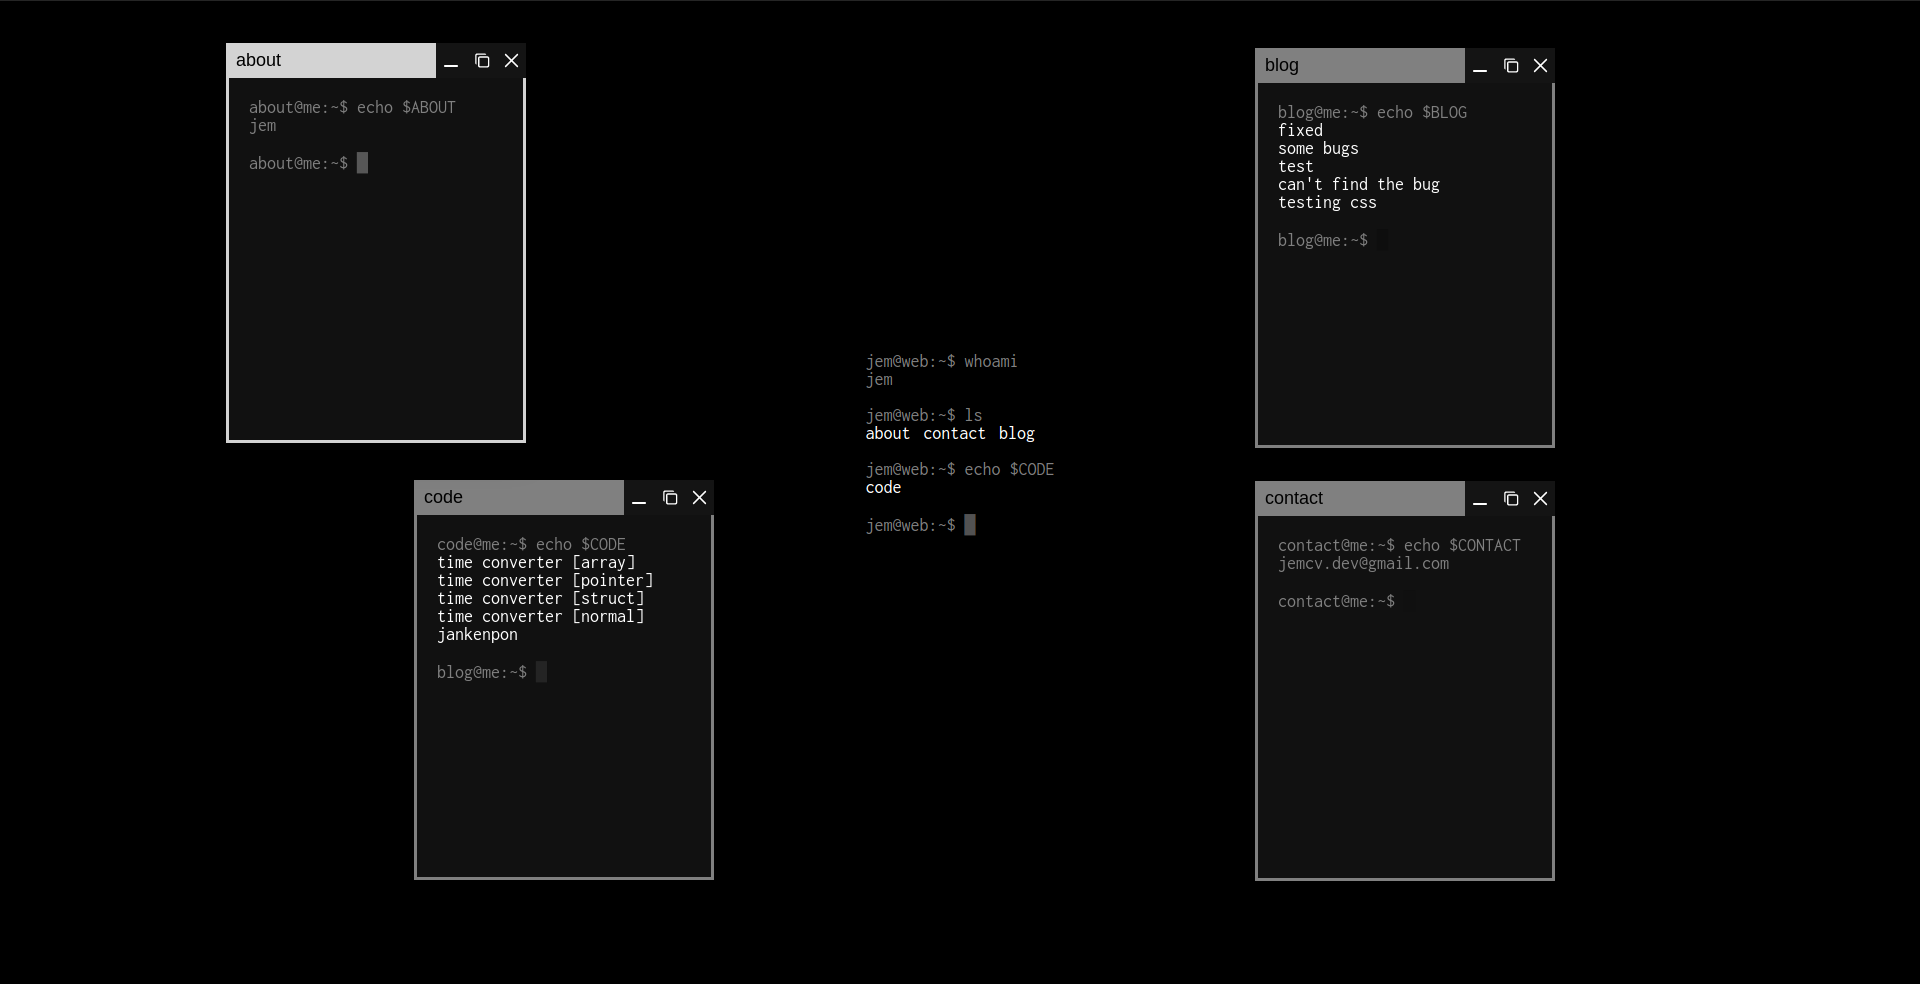 about
about@me:~$ echo $ABOUT
jem
about@me:~$
blog
blog@me:~$ echo $BLOG
fixed
some bugs
test
can't find the bug
testing css
blog@me:~$
jem@web:~$ whoami
jem
jem@web:~$ ls
about contact blog
jem@web:~$ echo $CODE
code
jem@web:~$
code
code@me:~$ echo $CODE
time converter [array]
time converter [pointer]
time converter [struct]
time converter [normal]
jankenpon
blog@me:~$
contact
contact@me:~$ echo $CONTACT
jemcv.dev@gmail.com
contact@me:~$